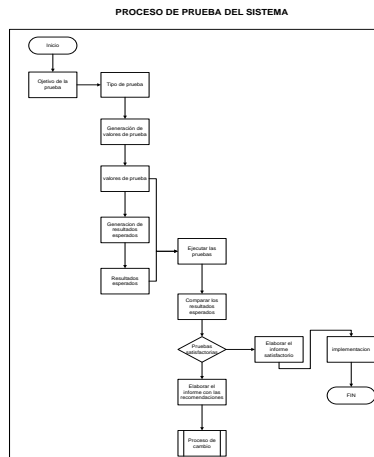 PROCESO DE PRUEBA DEL SISTEMA
Inicio
Ojetivo de la
prueba
Tipo de prueba
Generación de
valores de prueba
valores de prueba
Generacion de
resultados
esperados
Resultados
esperados
Ejecutar las
pruebas
Comparar los
resultados
esperados
Pruebas
satisfactorias
Elaborar el
informe
satisfactorio
implementacion
FIN
Elaborar el
informe con las
recomendaciones
Proceso de
cambio